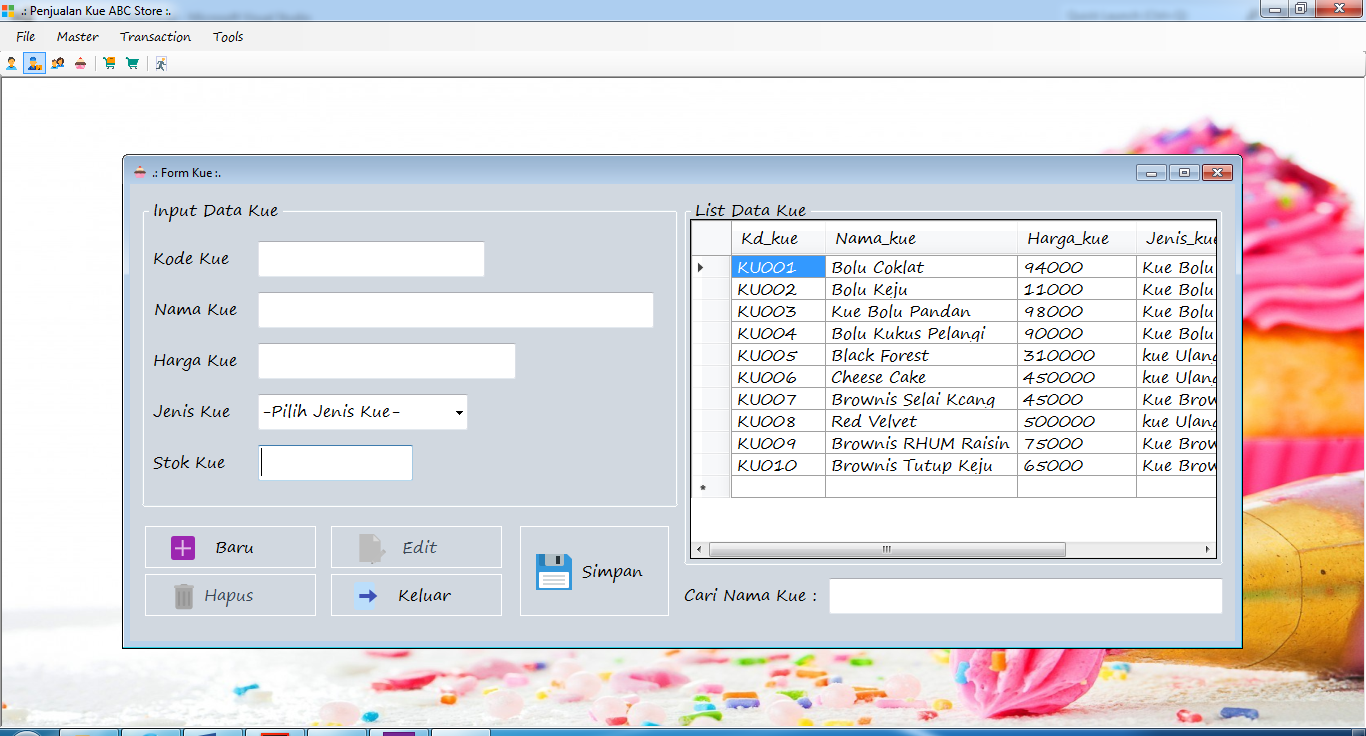 .: Penjualan Kue ABC Store :.
File Master Transaction Tools
.: Form Kue :.
Input Data Kue
Kode Kue
Nama Kue
Harga Kue
Jenis Kue -Pilih Jenis Kue-
Stok Kue
Baru Edit
Hapus Keluar
Simpan
List Data Kue
Kd_kue Nama_kue Harga_kue Jenis_kue
KU001 Bolu Coklat 94000 Kue Bolu
KU002 Bolu Keju 11000 Kue Bolu
KU003 Kue Bolu Pandan 98000 Kue Bolu
KU004 Bolu Kukus Pelangi 90000 Kue Bolu
KU005 Black Forest 310000 kue Ulang
KU006 Cheese Cake 450000 kue Ulang
KU007 Brownis Selai Kcang 45000 Kue Brow
KU008 Red Velvet 500000 kue Ulang
KU009 Brownis RHUM Raisin 75000 Kue Brow
KU010 Brownis Tutup Keju 65000 Kue Brow
Cari Nama Kue :